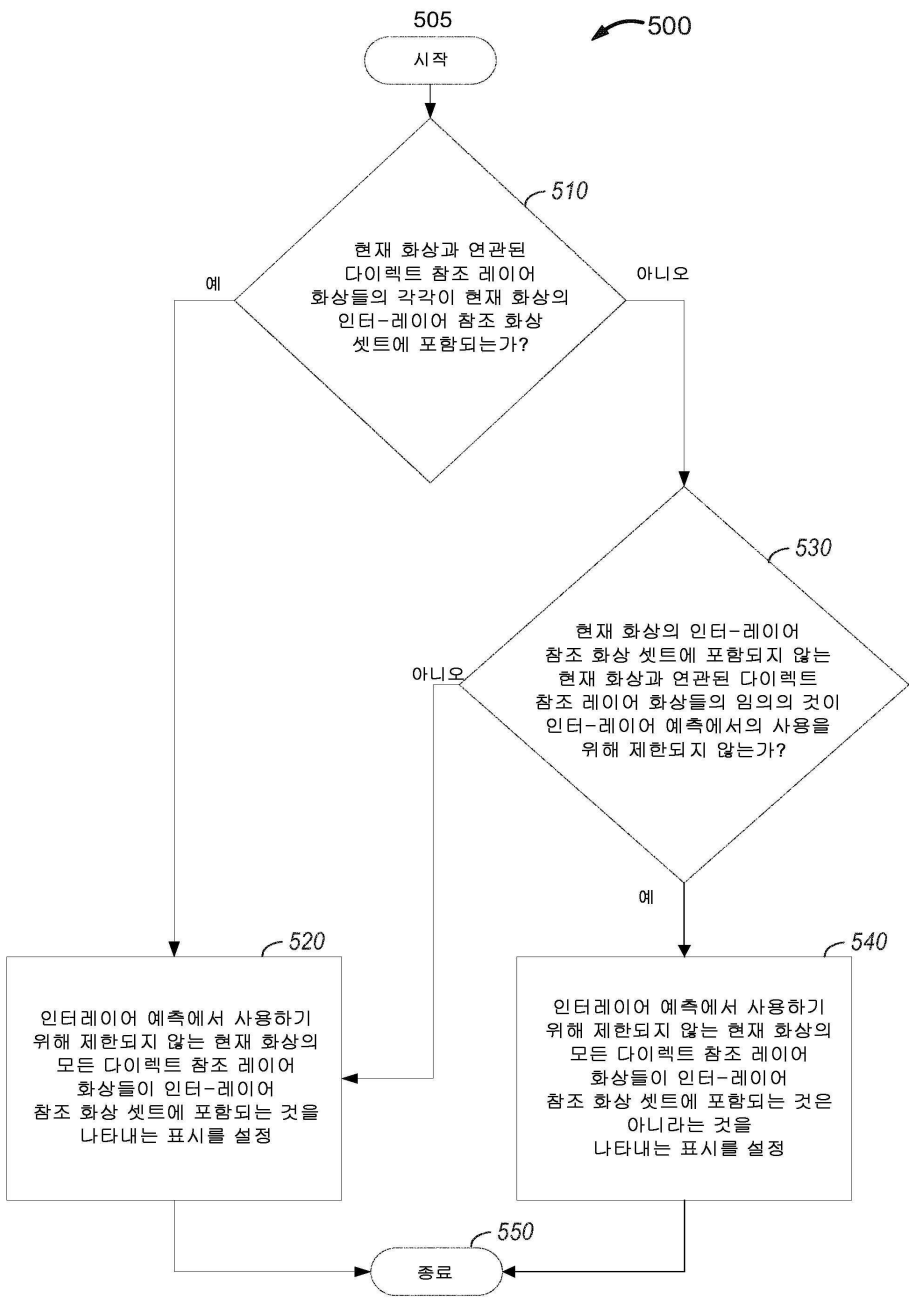 505
500
시작
510
현재 화상과 연관된
다이렉트 참조 레이어
화상들의 각각이 현재 화상의
인터-레이어 참조 화상
셋트에 포함되는가?
예
아니오
530
현재 화상의 인터-레이어
참조 화상 셋트에 포함되지 않는
현재 화상과 연관된 다이렉트
참조 레이어 화상들의 임의의 것이
인터-레이어 예측에서의 사용을
위해 제한되지 않는가?
아니오
예
520
인터레이어 예측에서 사용하기
위해 제한되지 않는 현재 화상의
모든 다이렉트 참조 레이어
화상들이 인터-레이어
참조 화상 셋트에 포함되는 것을
나타내는 표시를 설정
540
인터레이어 예측에서 사용하기
위해 제한되지 않는 현재 화상의
모든 다이렉트 참조 레이어
화상들이 인터-레이어
참조 화상 셋트에 포함되는 것은
아니라는 것을
나타내는 표시를 설정
550
종료